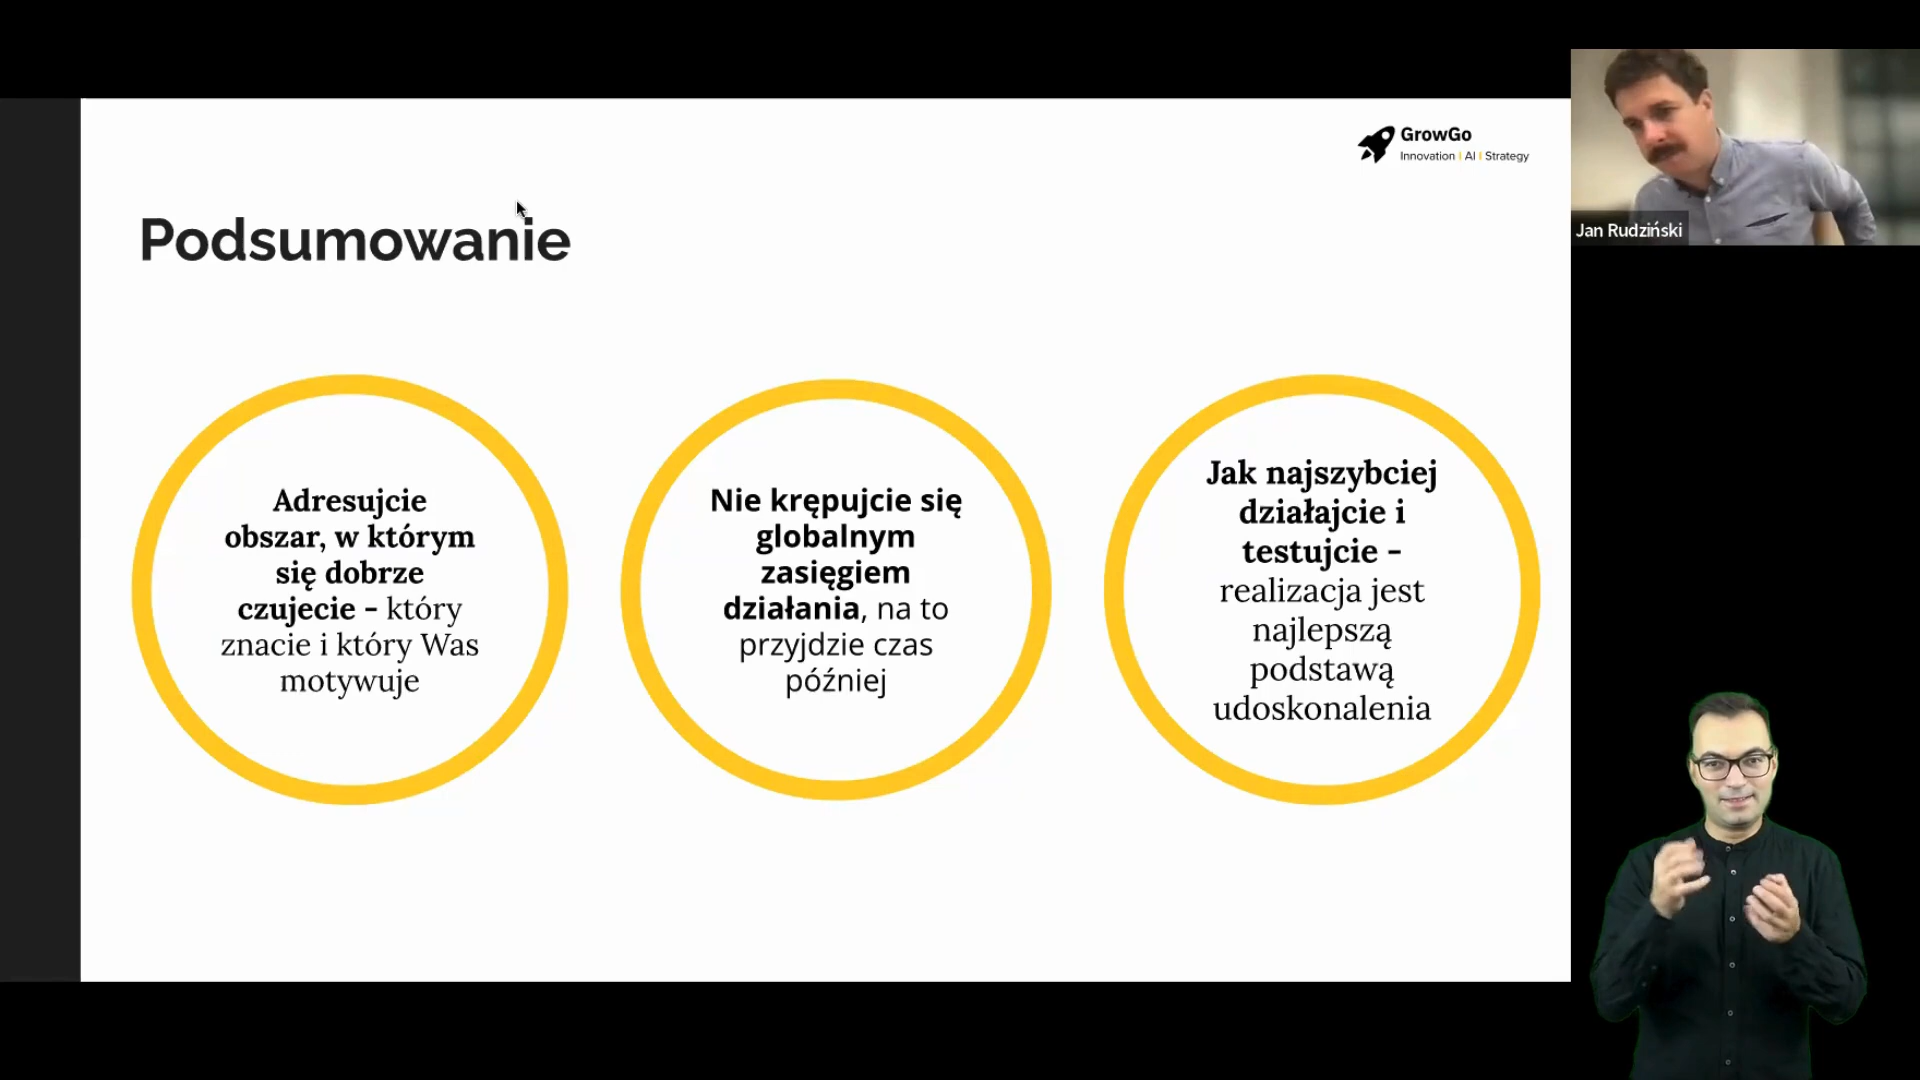 GrowGo
Innovation | AI | Strategy
Jan Rudziński
Podsumowanie
Adresujcie
obszar, w którym
się dobrze
czujecie - który
znacie i który Was
motywuje
Nie krępujcie się
globalnym
zasięgiem
działania, na to
przyjdzie czas
później
Jak najszybciej
działajcie i
testujcie -
realizacja jest
najlepszą
podstawą
udoskonalenia